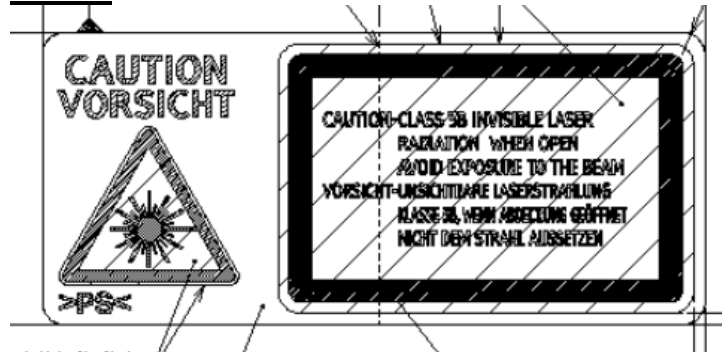 CAUTION
VORSICHT
>PS<
CAUTION-CLASS 3B INVISIBLE LASER
RADIATION WHEN OPEN
AVOID EXPOSURE TO THE BEAM
VORSICHT-UNSICHTBARE LASERSTRAHLUNG
KLASSE 3B, WENN ABDECKUNG GEÖFFNET
NICHT DEM STRAHL AUSSETZEN